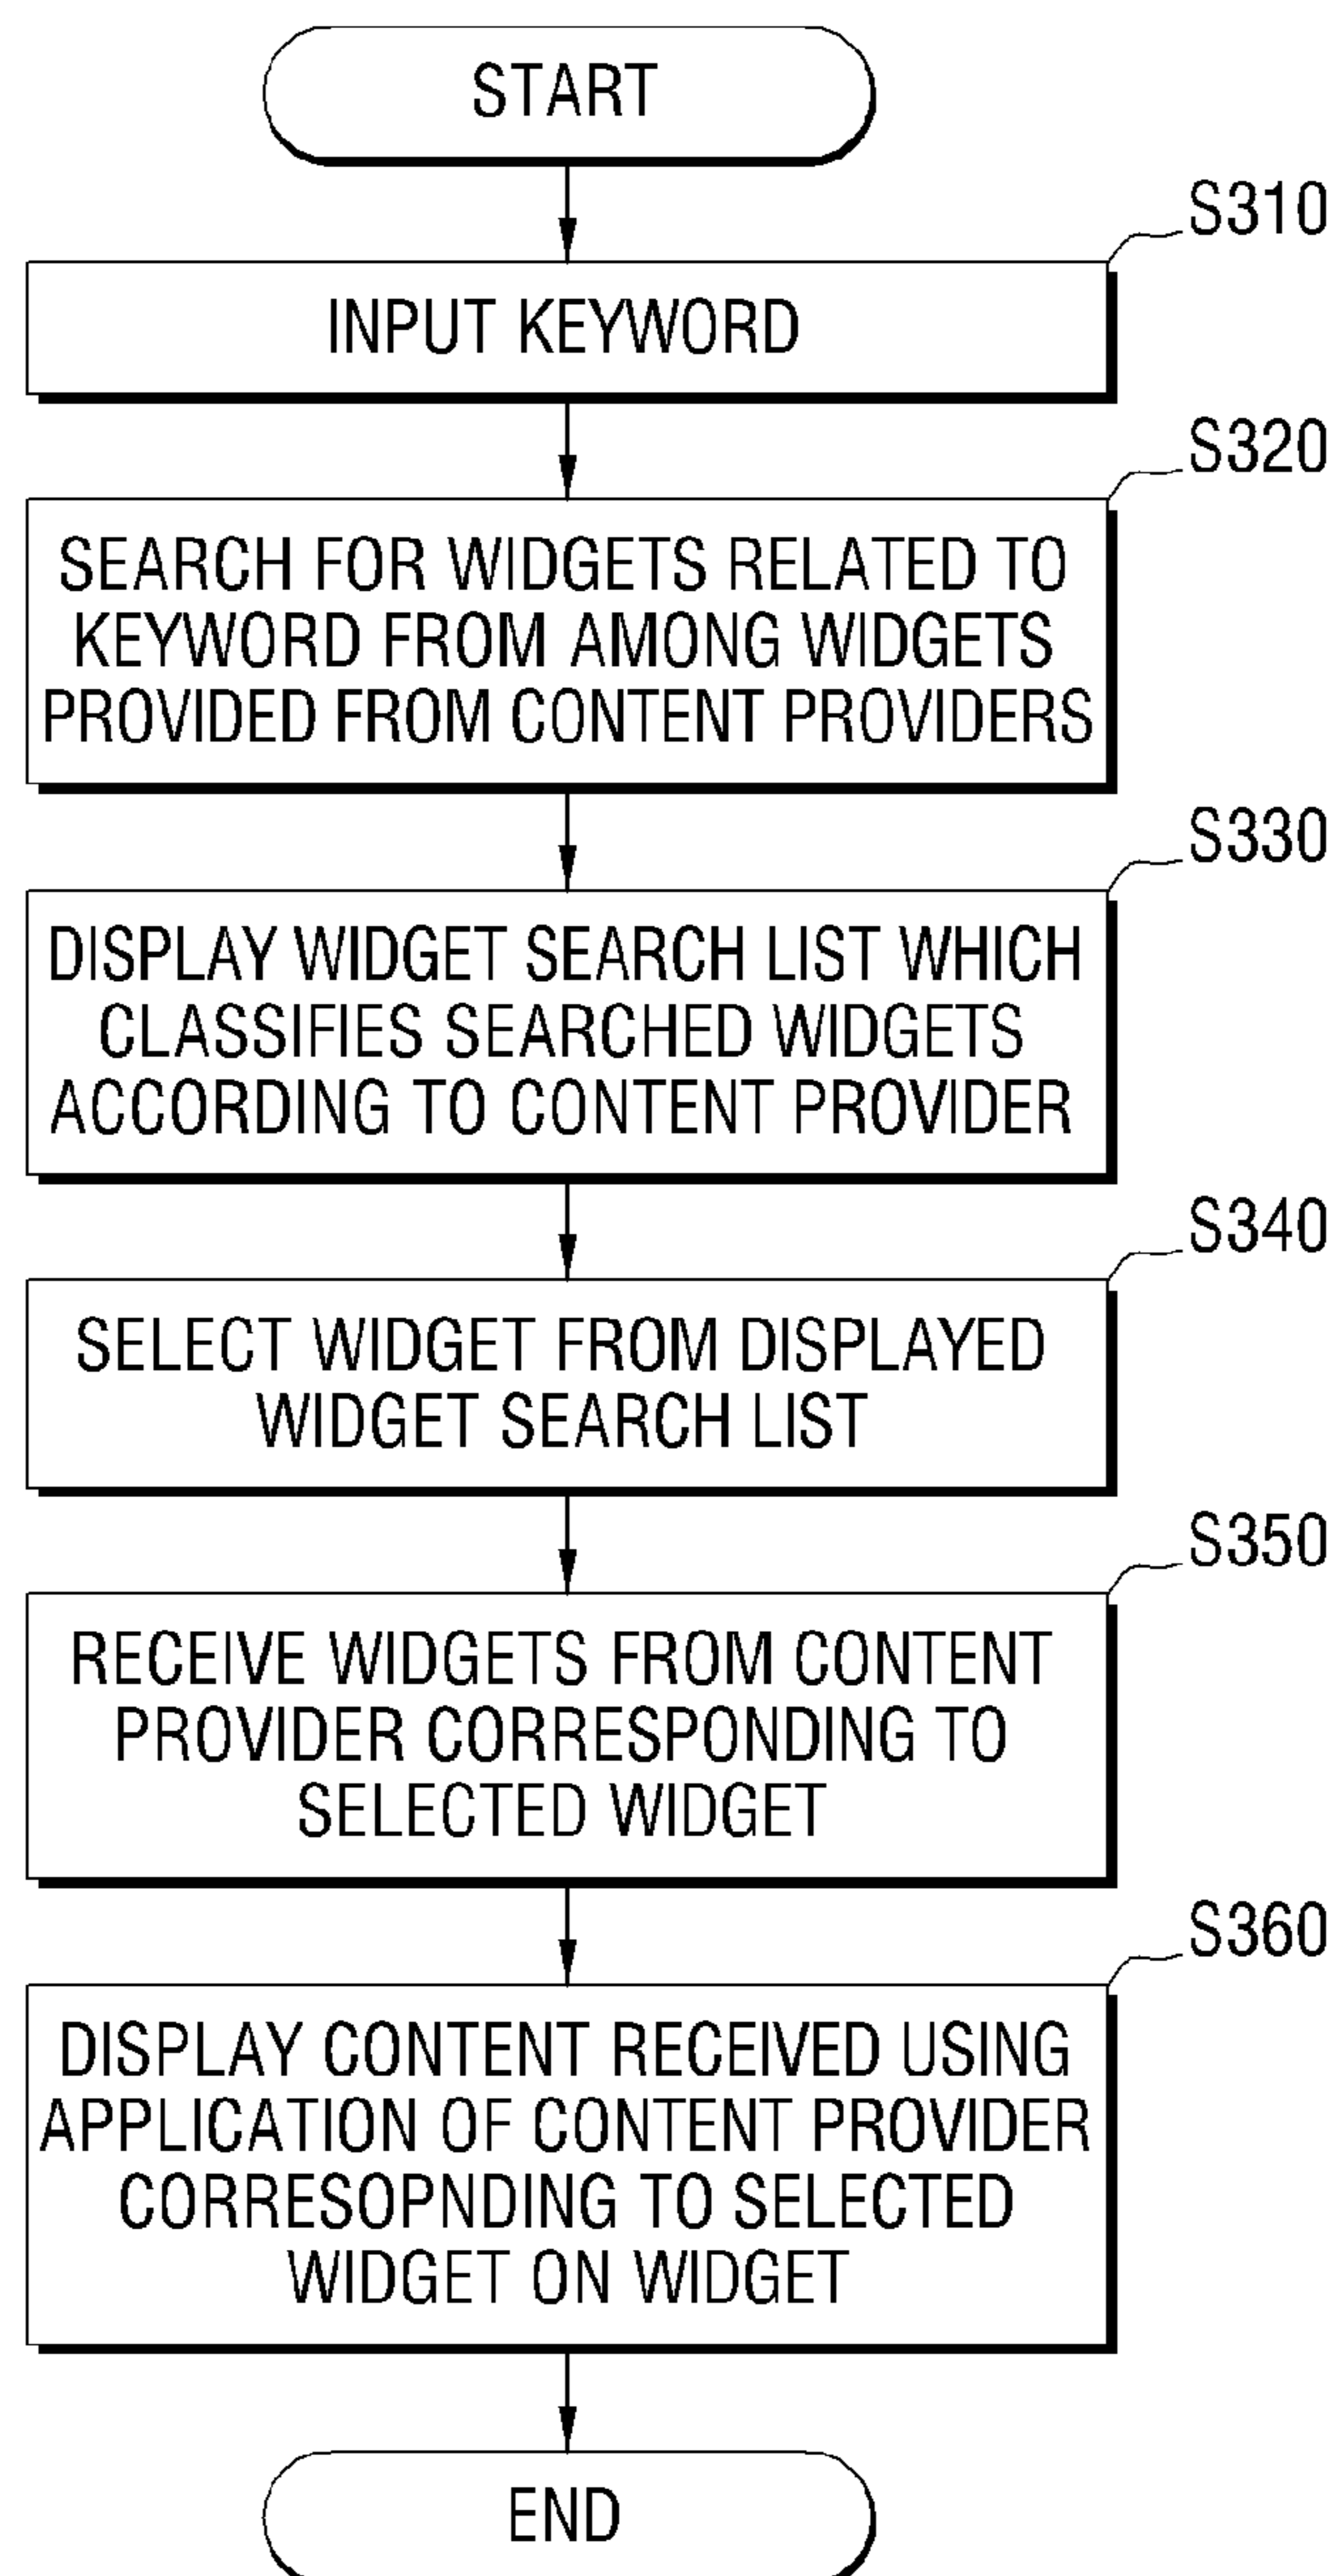 START
S310
INPUT KEYWORD
S320
SEARCH FOR WIDGETS RELATED TO
KEYWORD FROM AMONG WIDGETS
PROVIDED FROM CONTENT PROVIDERS
S330
DISPLAY WIDGET SEARCH LIST WHICH
CLASSIFIES SEARCHED WIDGETS
ACCORDING TO CONTENT PROVIDER
S340
SELECT WIDGET FROM DISPLAYED
WIDGET SEARCH LIST
S350
RECEIVE WIDGETS FROM CONTENT
PROVIDER CORRESPONDING TO
SELECTED WIDGET
S360
DISPLAY CONTENT RECEIVED USING
APPLICATION OF CONTENT PROVIDER
CORRESOPNDING TO SELECTED
WIDGET ON WIDGET
END